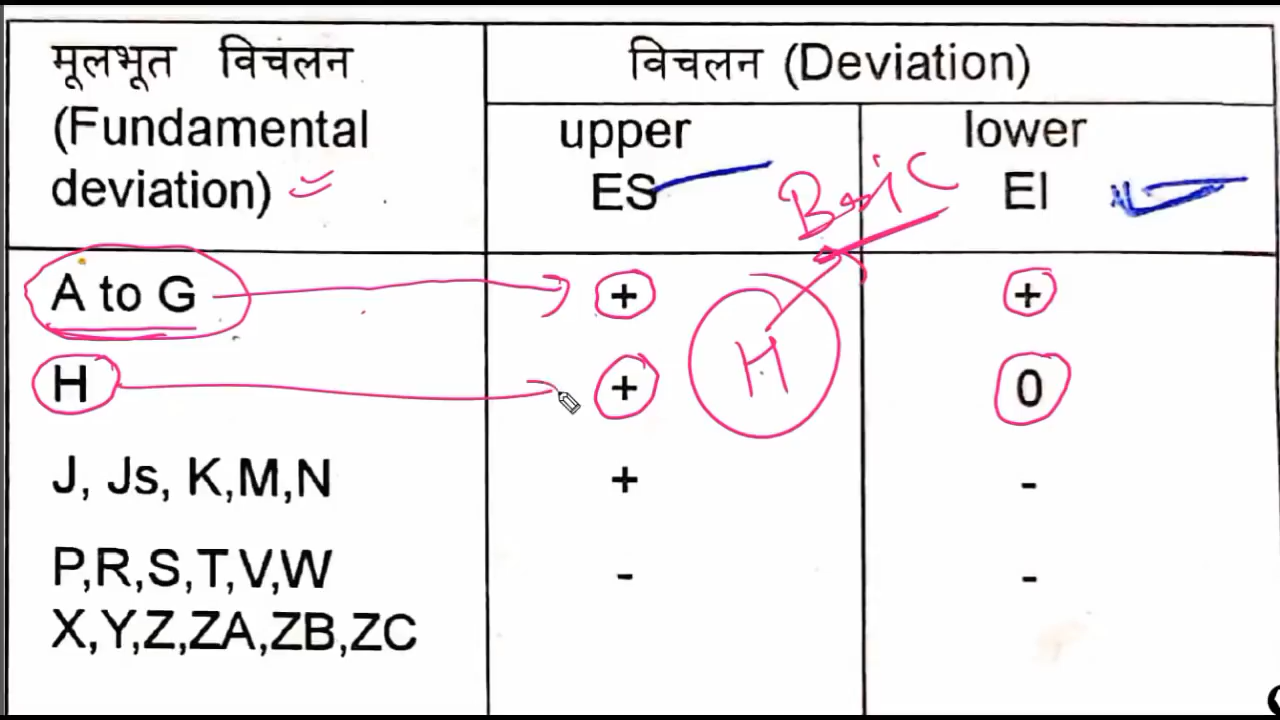 मूलभूत विचलन
(Fundamental
deviation)
विचलन (Deviation)
upper
ES
lower
EI
Basic
A to G + +
H + H 0
J, Js, K,M,N + -
P,R,S,T,V,W - -
X,Y,Z,ZA,ZB,ZC